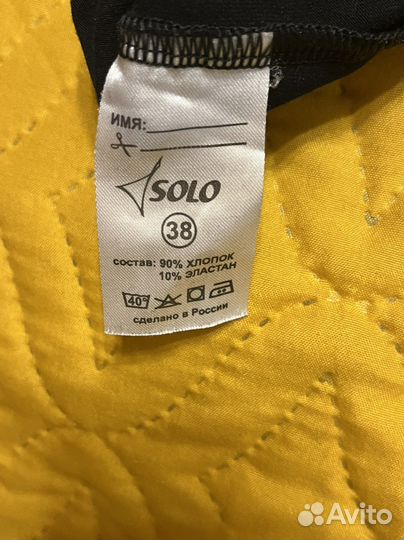 ИМЯ:
SOLO
38
состав: 90% ХЛОПОК
10% ЭЛАСТАН
40°
сделано в России
Avito